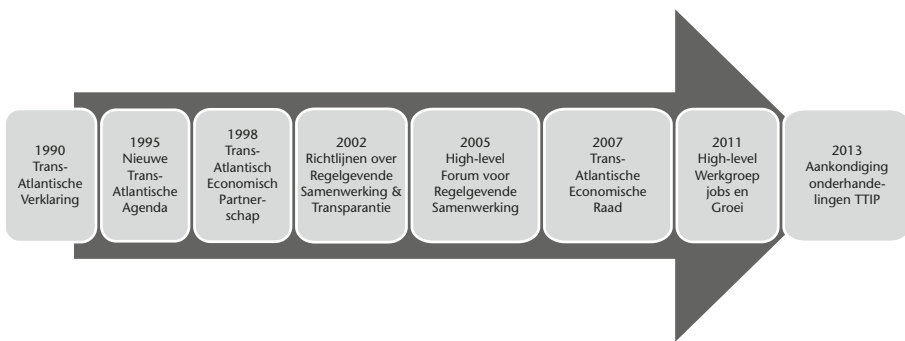 1990
Trans-
Atlantische
Verklaring
1995
Nieuwe
Trans-
Atlantische
Agenda
1998
Trans-
Atlantisch
Economisch
Partner-
schap
2002
Richtlijnen over
Regelgevende
Samenwerking &
Transparantie
2005
High-level
Forum voor
Regelgevende
Samenwerking
2007
Trans-
Atlantische
Economische
Raad
2011
High-level
Werkgroep
jobs en
Groei
2013
Aankondiging
onderhande-
lingen TTIP